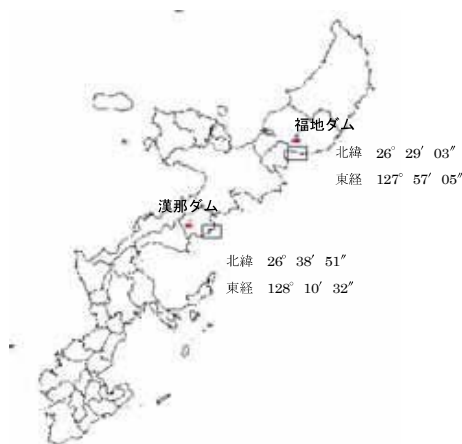 福地ダム
北緯 26° 29′ 03″
東経 127° 57′ 05″
漢那ダム
北緯 26° 38′ 51″
東経 128° 10′ 32″